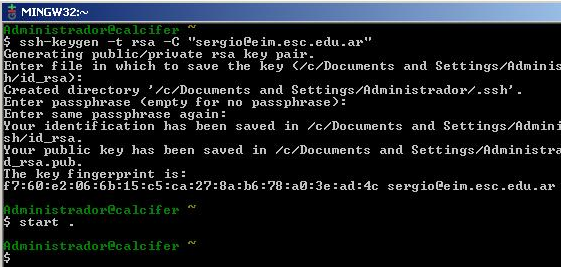 MINGW32:~
Administrador@calcifer ~
$ ssh-keygen -t rsa -C "sergio@eim.esc.edu.ar"
Generating public/private rsa key pair.
Enter file in which to save the key (/c/Documents and Settings/Adminis
h/id_rsa):
Created directory '/c/Documents and Settings/Administrador/.ssh'.
Enter passphrase (empty for no passphrase):
Enter same passphrase again:
Your identification has been saved in /c/Documents and Settings/Admini
sh/id_rsa.
Your public key has been saved in /c/Documents and Settings/Administra
d_rsa.pub.
The key fingerprint is:
f7:60:e2:06:6b:15:c5:ca:27:8a:b6:78:a0:3e:ad:4c sergio@eim.esc.edu.ar
Administrador@calcifer ~
$ start .
Administrador@calcifer ~
$